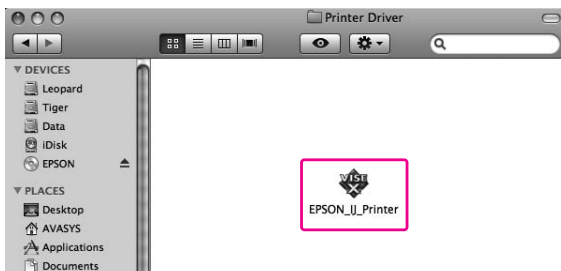 Printer Driver
DEVICES
Leopard
Tiger
Data
iDisk
EPSON
PLACES
Desktop
AVASYS
Applications
Documents
VISE
X
EPSON_IJ_Printer